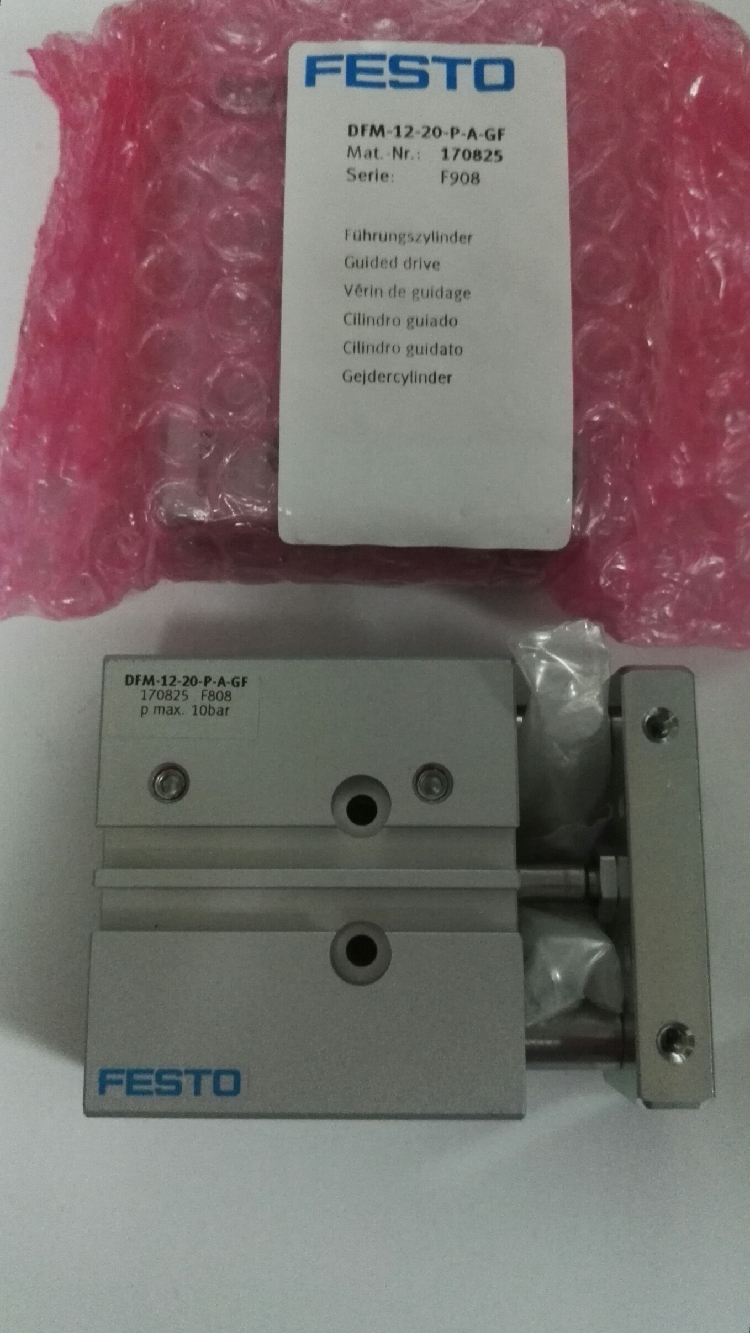 FESTO
DFM-12-20-P-A-GF
Mat.-Nr.: 170825
Serie: F908
Führungszylinder
Guided drive
Vêrin de guidage
Cilindro guiado
Cilindro guidato
Gejdercylinder
DFM-12-20-P-A-GF
170825 F808
p max. 10bar
FESTO